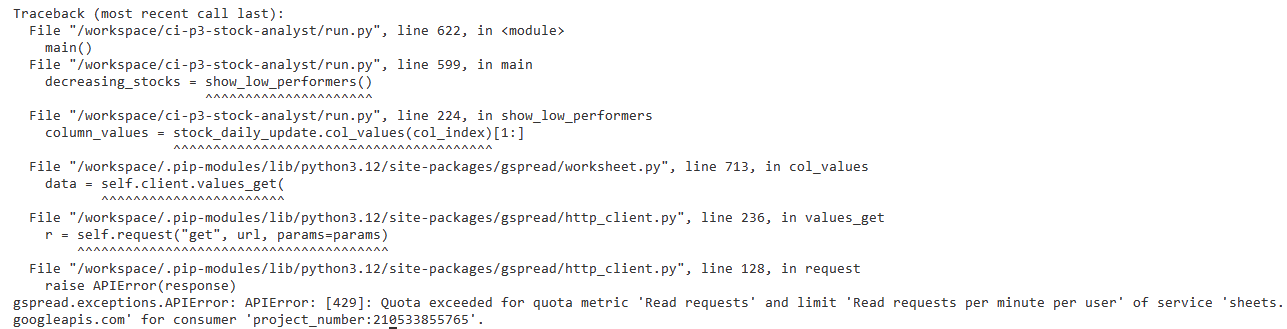 Traceback (most recent call last):
  File "/workspace/ci-p3-stock-analyst/run.py", line 622, in <module>
    main()
  File "/workspace/ci-p3-stock-analyst/run.py", line 599, in main
    decreasing_stocks = show_low_performers()
                        ^^^^^^^^^^^^^^^^^^^^^
  File "/workspace/ci-p3-stock-analyst/run.py", line 224, in show_low_performers
    column_values = stock_daily_update.col_values(col_index)[1:]
                    ^^^^^^^^^^^^^^^^^^^^^^^^^^^^^^^^^^^^^^^^
  File "/workspace/.pip-modules/lib/python3.12/site-packages/gspread/worksheet.py", line 713, in col_values
    data = self.client.values_get(
           ^^^^^^^^^^^^^^^^^^^^^^^
  File "/workspace/.pip-modules/lib/python3.12/site-packages/gspread/http_client.py", line 236, in values_get
    r = self.request("get", url, params=params)
        ^^^^^^^^^^^^^^^^^^^^^^^^^^^^^^^^^^^^^^^
  File "/workspace/.pip-modules/lib/python3.12/site-packages/gspread/http_client.py", line 128, in request
    raise APIError(response)
gspread.exceptions.APIError: APIError: [429]: Quota exceeded for quota metric 'Read requests' and limit 'Read requests per minute per user' of service 'sheets.
googleapis.com' for consumer 'project_number:210533855765'.